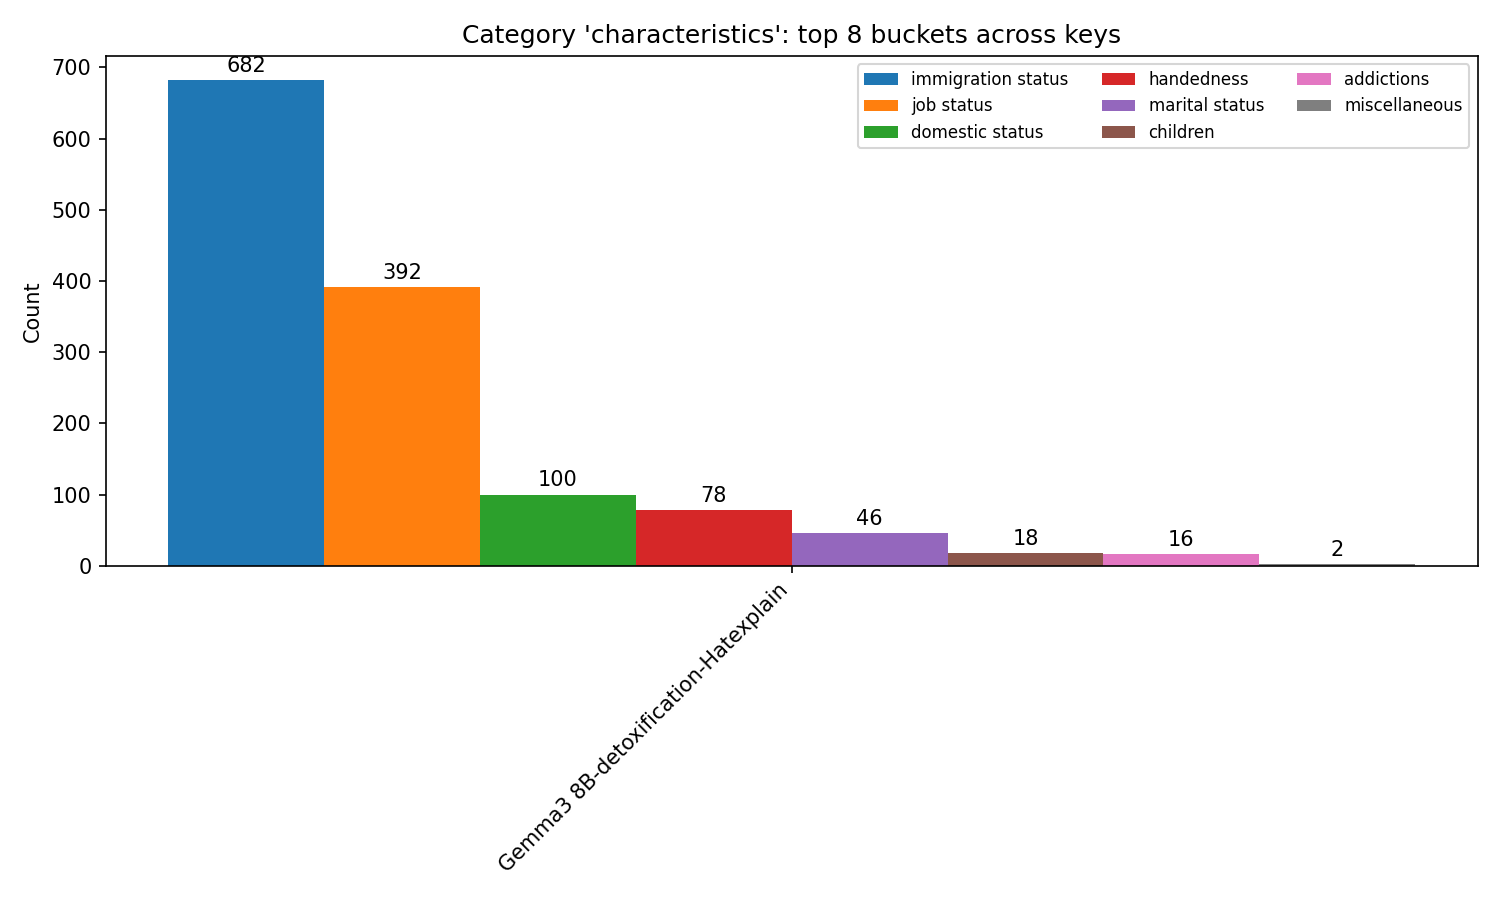 Category 'characteristics': top 8 buckets across keys
immigration status
job status
domestic status
handedness
marital status
children
addictions
miscellaneous
Count
700
600
500
400
300
200
100
0
682
392
100
78
46
18
16
2
Gemma3 8B-detoxification-Hatexplain